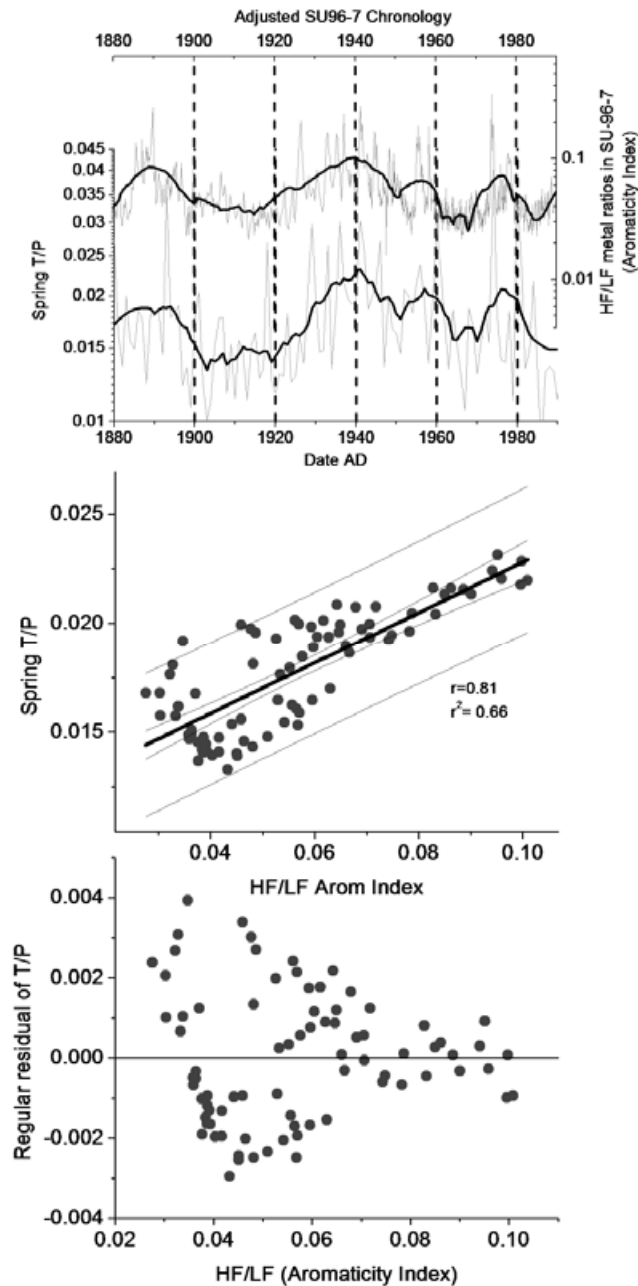 Adjusted SU96-7 Chronology
1880 1900 1920 1940 1960 1980
0.045
0.04
0.035
0.03
0.025
0.02
0.015
0.01
Spring T/P
0.1
0.01
HF/LF metal ratios in SU-96-7
(Aromaticity Index)
1880 1900 1920 1940 1960 1980
Date AD
0.025
0.020
0.015
Spring T/P
r=0.81
r²= 0.66
0.04 0.06 0.08 0.10
HF/LF Arom Index
0.004
0.002
0.000
-0.002
-0.004
Regular residual of T/P
0.02 0.04 0.06 0.08 0.10
HF/LF (Aromaticity Index)